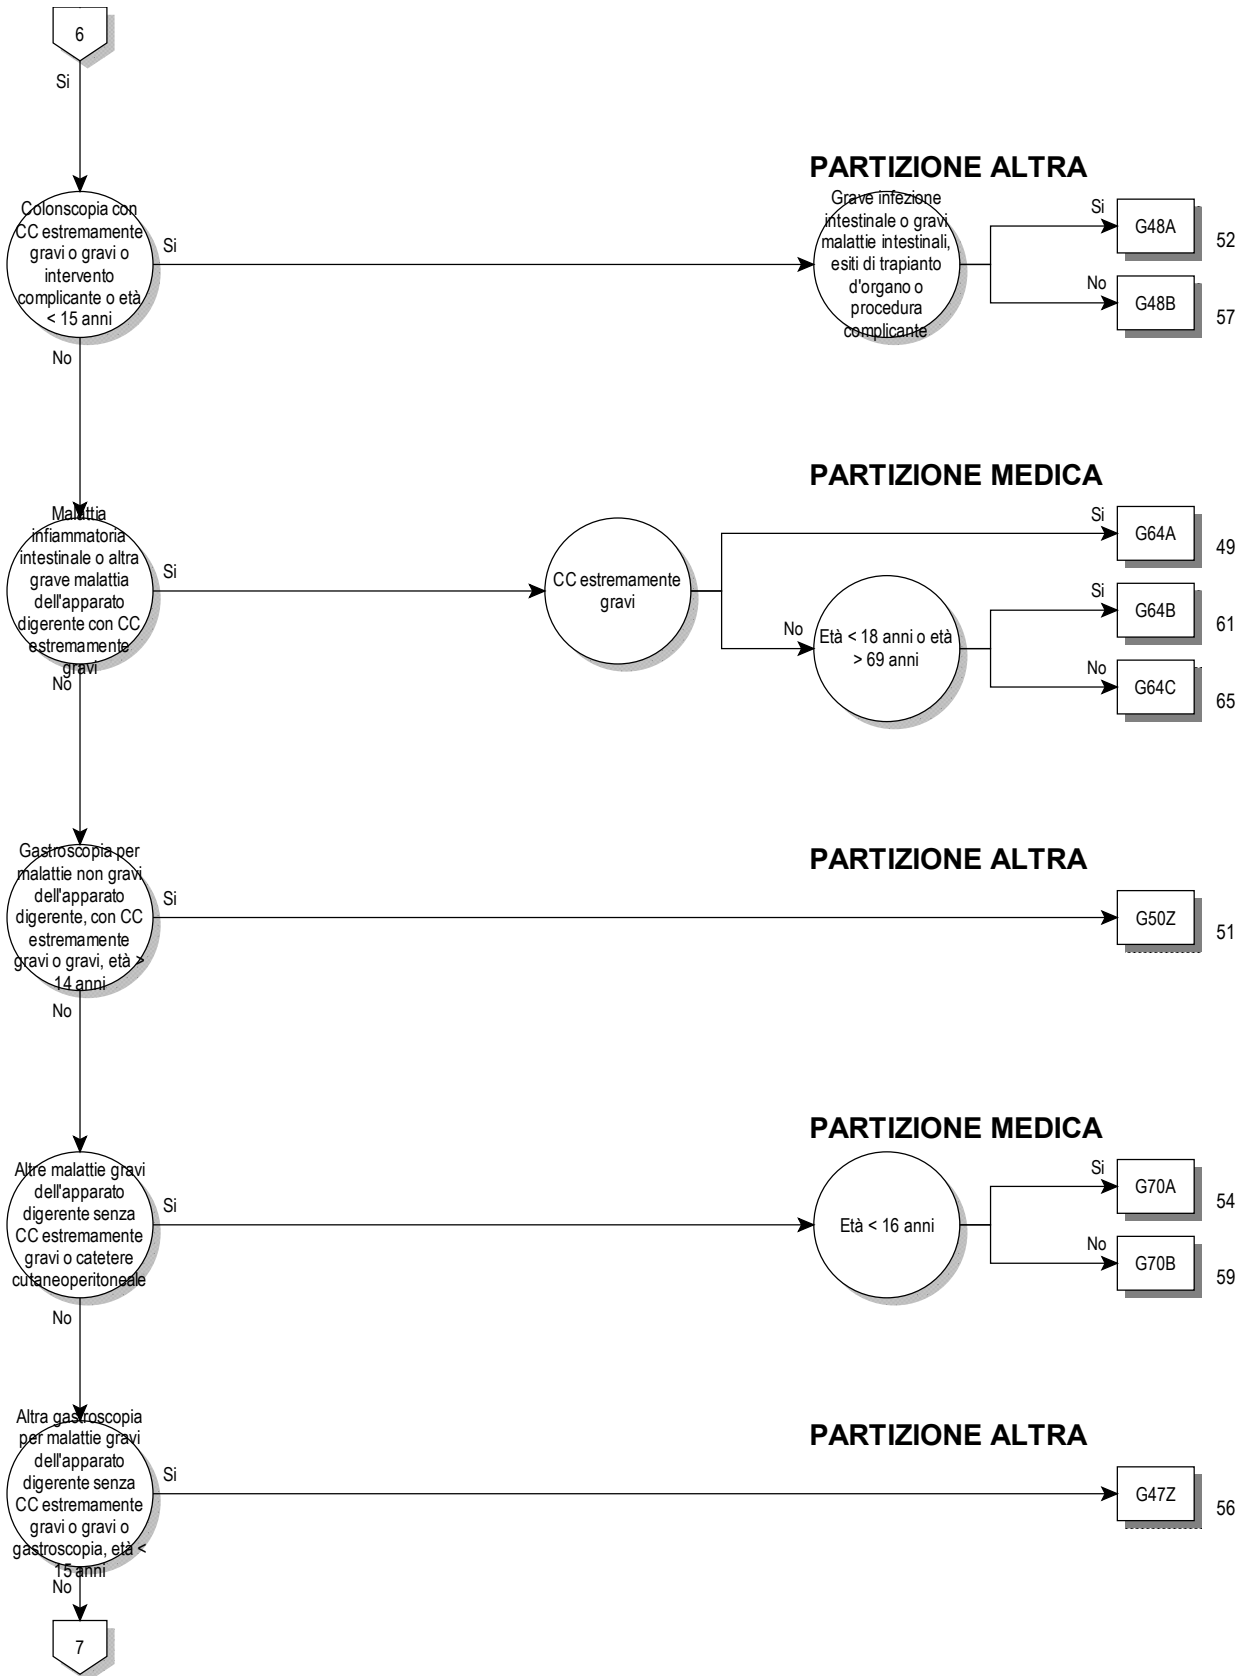 6
Si
PARTIZIONE ALTRA
Colonscopia con
CC estremamente
gravi o gravi o
intervento
complicante o età
< 15 anni
Si
Grave infezione
intestinale o gravi
malattie intestinali,
esiti di trapianto
d'organo o
procedura
complicante
Si
G48A
52
No
G48B
57
No
PARTIZIONE MEDICA
Malattia
infiammatoria
intestinale o altra
grave malattia
dell'apparato
digerente con CC
estremamente
gravi
Si
CC estremamente
gravi
Si
G64A
49
No
Età < 18 anni o età
> 69 anni
Si
G64B
61
No
G64C
65
No
PARTIZIONE ALTRA
Gastroscopia per
malattie non gravi
dell'apparato
digerente, con CC
estremamente
gravi o gravi, età >
14 anni
Si
G50Z
51
No
PARTIZIONE MEDICA
Altre malattie gravi
dell'apparato
digerente senza
CC estremamente
gravi o catetere
cutaneoperitoneale
Si
Età < 16 anni
Si
G70A
54
No
G70B
59
No
PARTIZIONE ALTRA
Altra gastroscopia
per malattie gravi
dell'apparato
digerente senza
CC estremamente
gravi o gravi o
gastroscopia, età <
15 anni
Si
G47Z
56
No
7